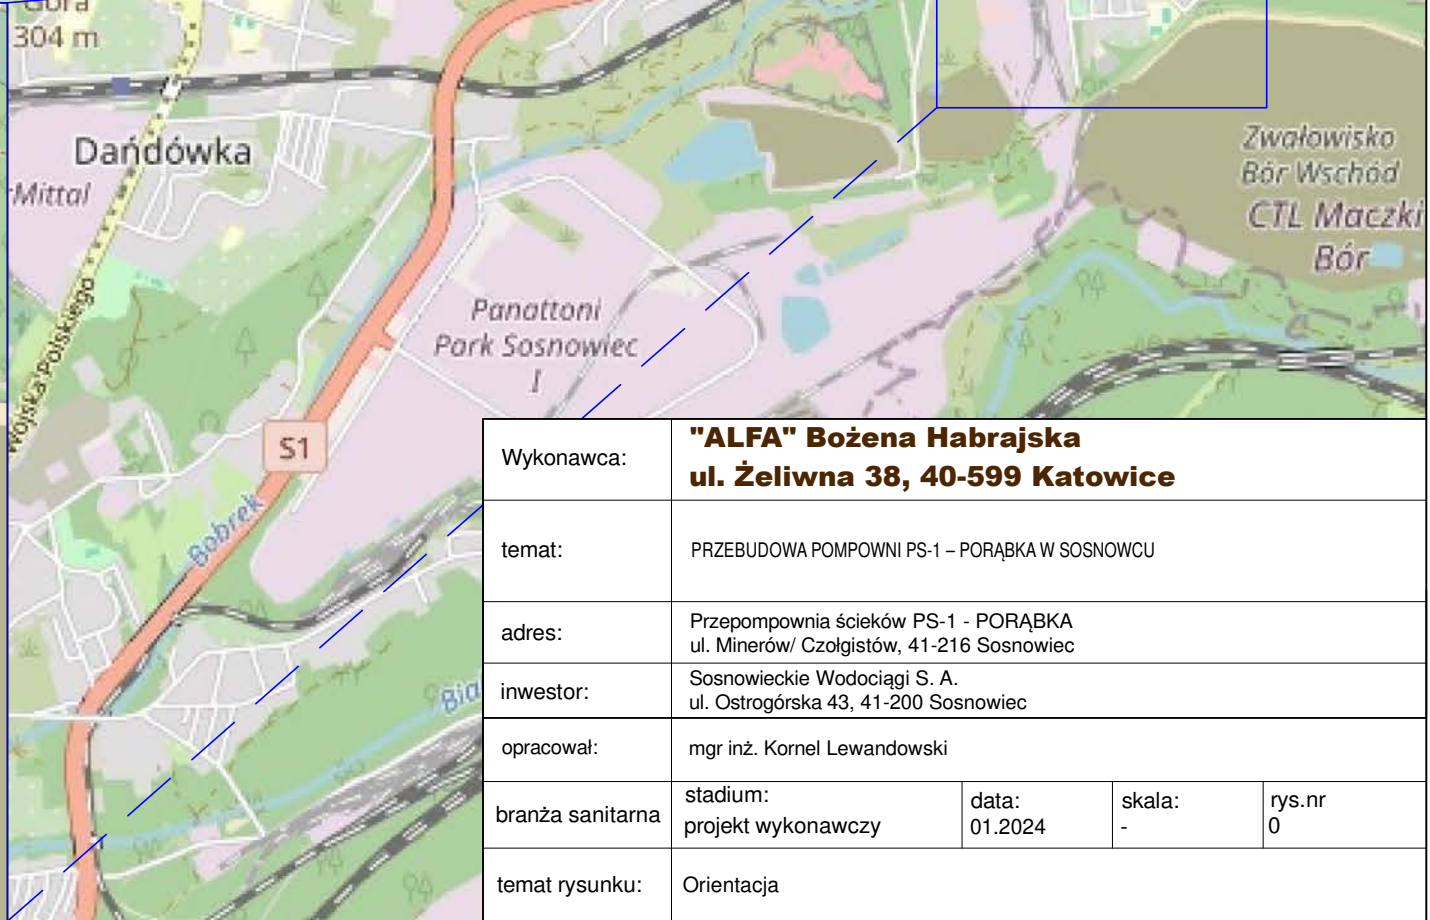 Góra
304 m
Dańdówka
rMittal
Wojska Polskiego
Zwałowisko
Bór Wschód
CTL Maczki
Bór
Panattoni
Park Sosnowiec
I
S1
Bobrek
Bia
Wykonawca:
"ALFA" Bożena Habrajska
ul. Żeliwna 38, 40-599 Katowice
temat:
PRZEBUDOWA POMPOWNI PS-1 – PORĄBKA W SOSNOWCU
adres:
Przepompownia ścieków PS-1 - PORĄBKA
ul. Minerów/ Czołgistów, 41-216 Sosnowiec
inwestor:
Sosnowieckie Wodociągi S. A.
ul. Ostrogórska 43, 41-200 Sosnowiec
opracował:
mgr inż. Kornel Lewandowski
branża sanitarna
stadium:
projekt wykonawczy
data:
01.2024
skala:
-
rys.nr
0
temat rysunku:
Orientacja